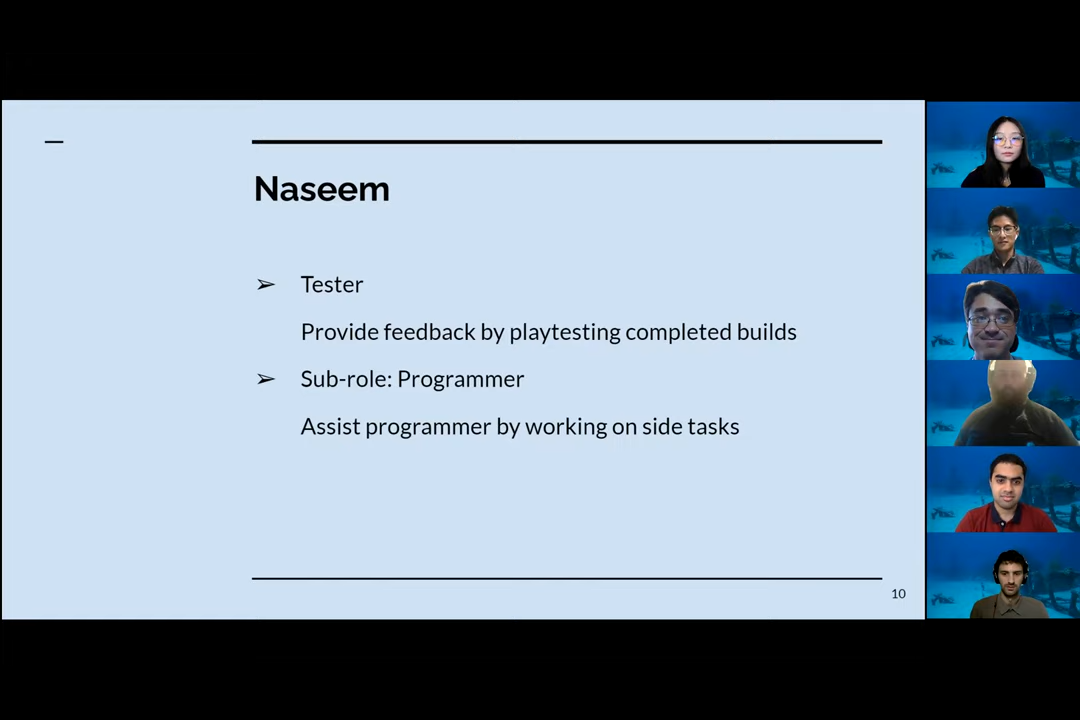 Naseem
➢ Tester
Provide feedback by playtesting completed builds
➢ Sub-role: Programmer
Assist programmer by working on side tasks
10